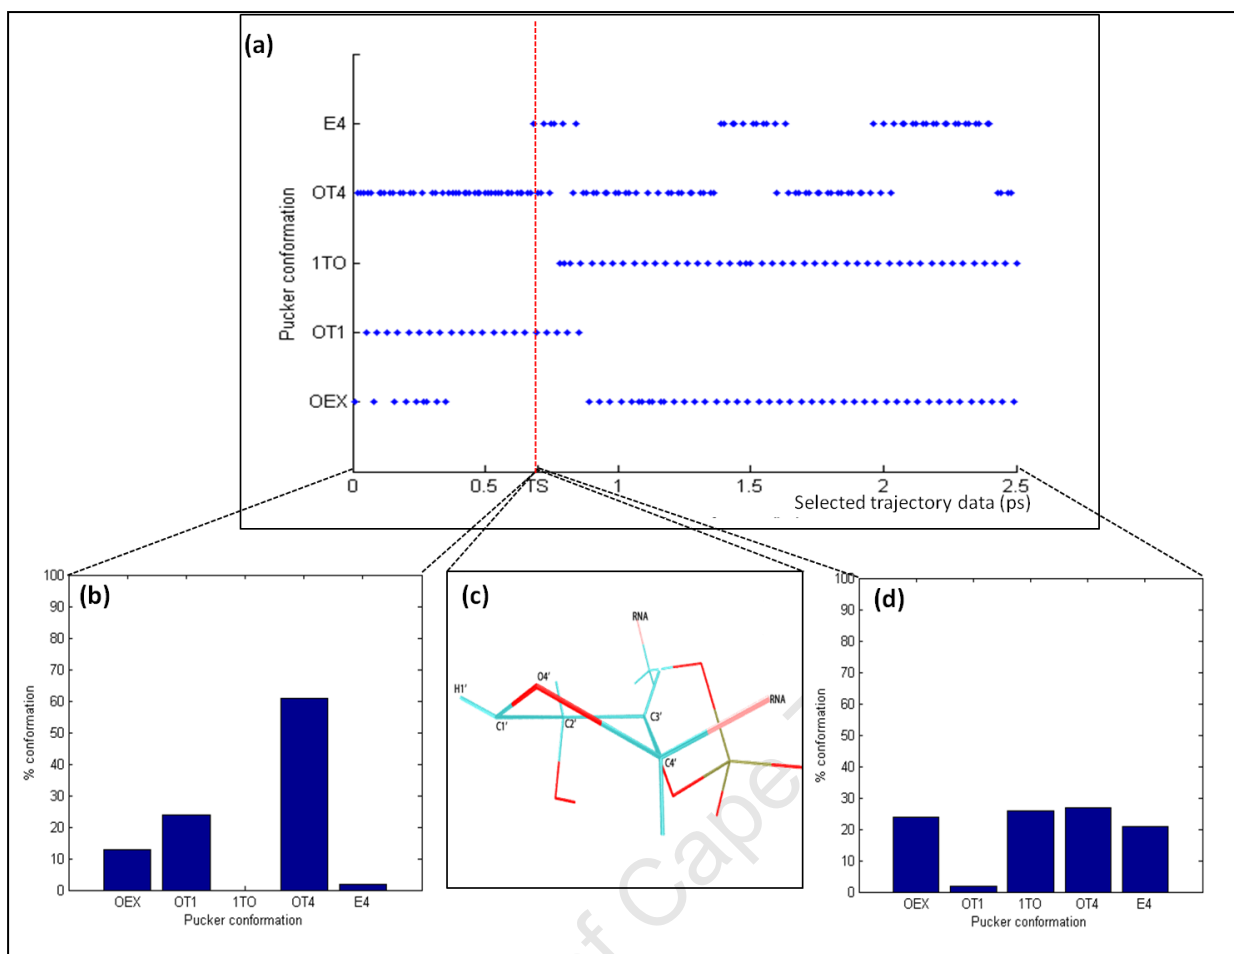 (a)
Pucker conformation
E4
OT4
1TO
OT1
OEX
0 0.5 TS 1 1.5 2 2.5
Selected trajectory data (ps)
(b)
% conformation
100
90
80
70
60
50
40
30
20
10
0
OEX OT1 1TO OT4 E4
Pucker conformation
(c)
RNA
H1'
O4'
RNA
C1'
C2'
C3'
C4'
(d)
% conformation
100
90
80
70
60
50
40
30
20
10
0
OEX OT1 1TO OT4 E4
Pucker conformation
of Cape